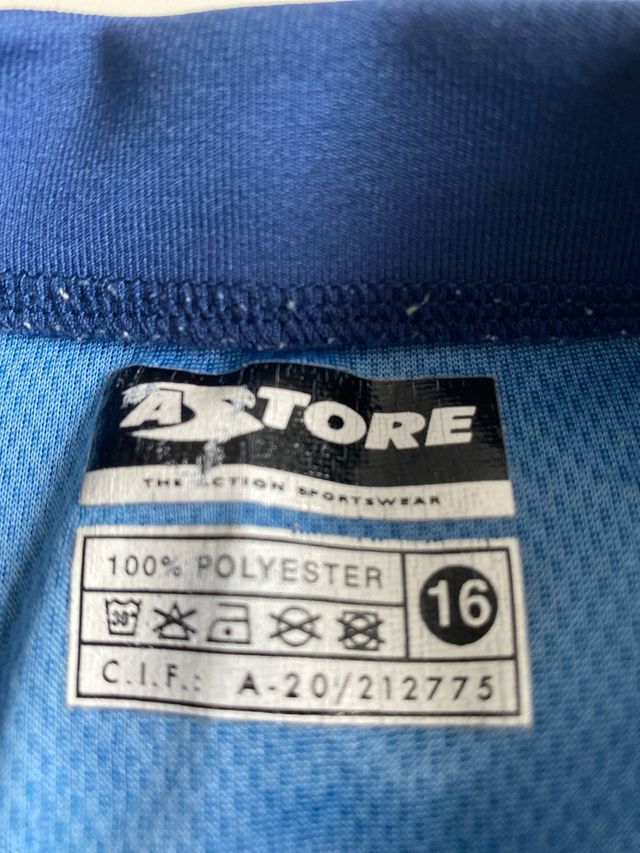 ASTORE
THE ACTION SPORTSWEAR
100% POLYESTER
16
30°
C.I.F.: A-20/212775